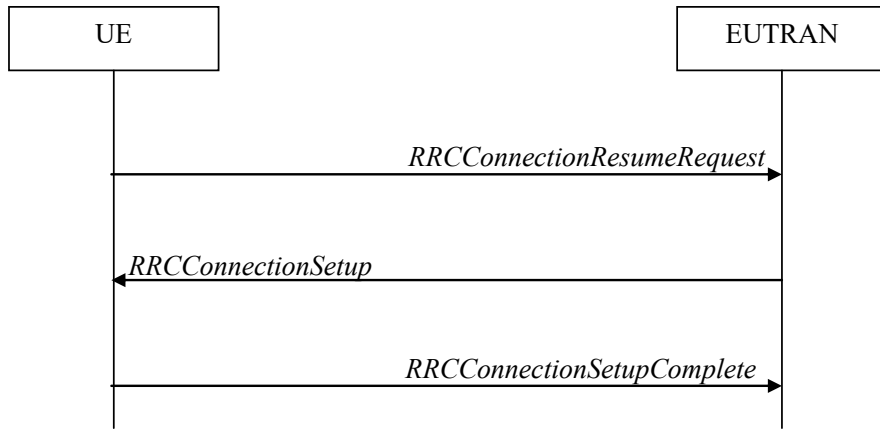 UE
EUTRAN
RRCConnectionResumeRequest
RRCConnectionSetup
RRCConnectionSetupComplete